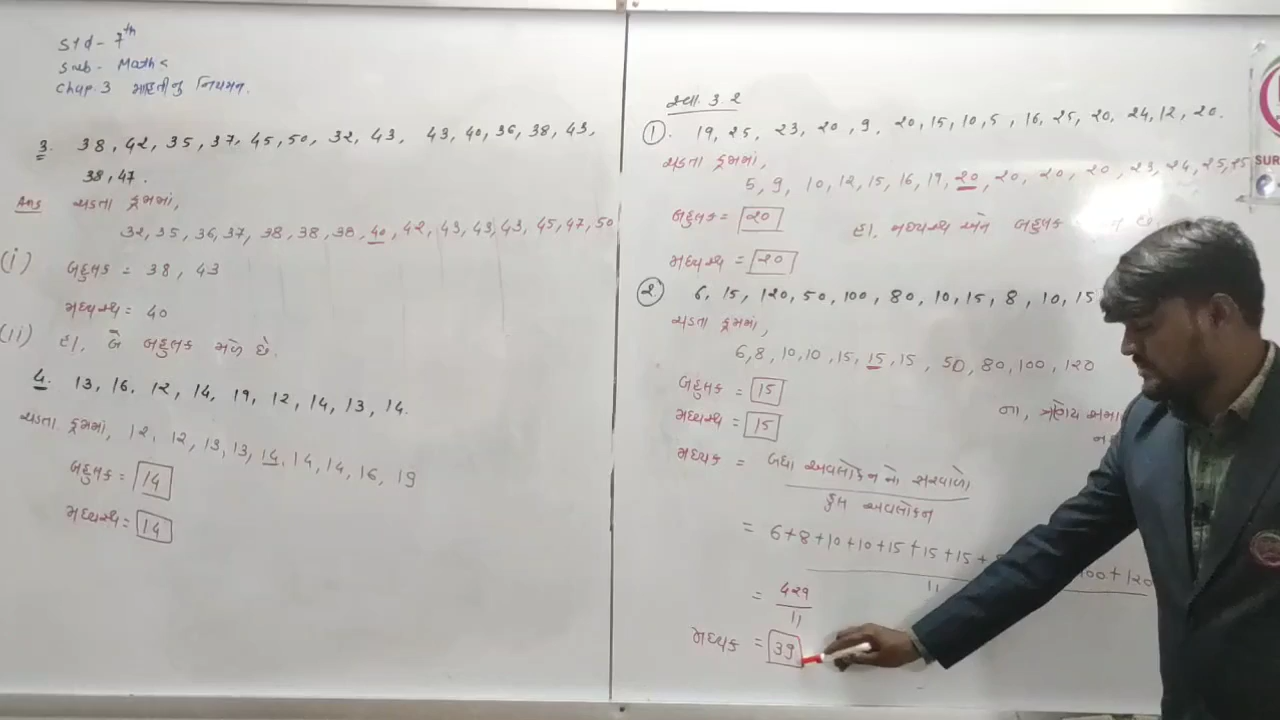 Std - 7th
Sub - Maths
Chap. 3 માહિતીનું નિયમન.
3. 38, 42, 35, 37, 45, 50, 32, 43, 43, 40, 36, 38, 43,
38, 47.
Ans ચડતા ક્રમમાં,
32, 35, 36, 37, 38, 38, 38, 40, 42, 43, 43, 43, 45, 47, 50
(i) બહુલક = 38, 43
મધ્યસ્થ = 40
(ii) હા, બે બહુલક મળે છે.
4. 13, 16, 12, 14, 19, 12, 14, 13, 14.
ચડતા ક્રમમાં, 12, 12, 13, 13, 14, 14, 14, 16, 19
બહુલક = 14
મધ્યસ્થ = 14
સ્વા. 3.2
1. 19, 25, 23, 20, 9, 20, 15, 10, 5, 16, 25, 20, 24, 12, 20.
ચડતા ક્રમમાં,
5, 9, 10, 12, 15, 16, 19, 20, 20, 20, 20, 23, 24, 25, 25
બહુલક = 20
હા, મધ્યસ્થ અને બહુલક છે
મધ્યસ્થ = 20
2. 6, 15, 120, 50, 100, 80, 10, 15, 8, 10, 15
ચડતા ક્રમમાં,
6, 8, 10, 10, 15, 15, 15, 50, 80, 100, 120
બહુલક = 15
ના, ત્રણેય
મધ્યસ્થ = 15
મધ્યક = બધા અવલોકનનો સરવાળો
કુલ અવલોકન
= 6+8+10+10+15+15+15+ 100+120
11
= 429
11
મધ્યક = 39
SUR